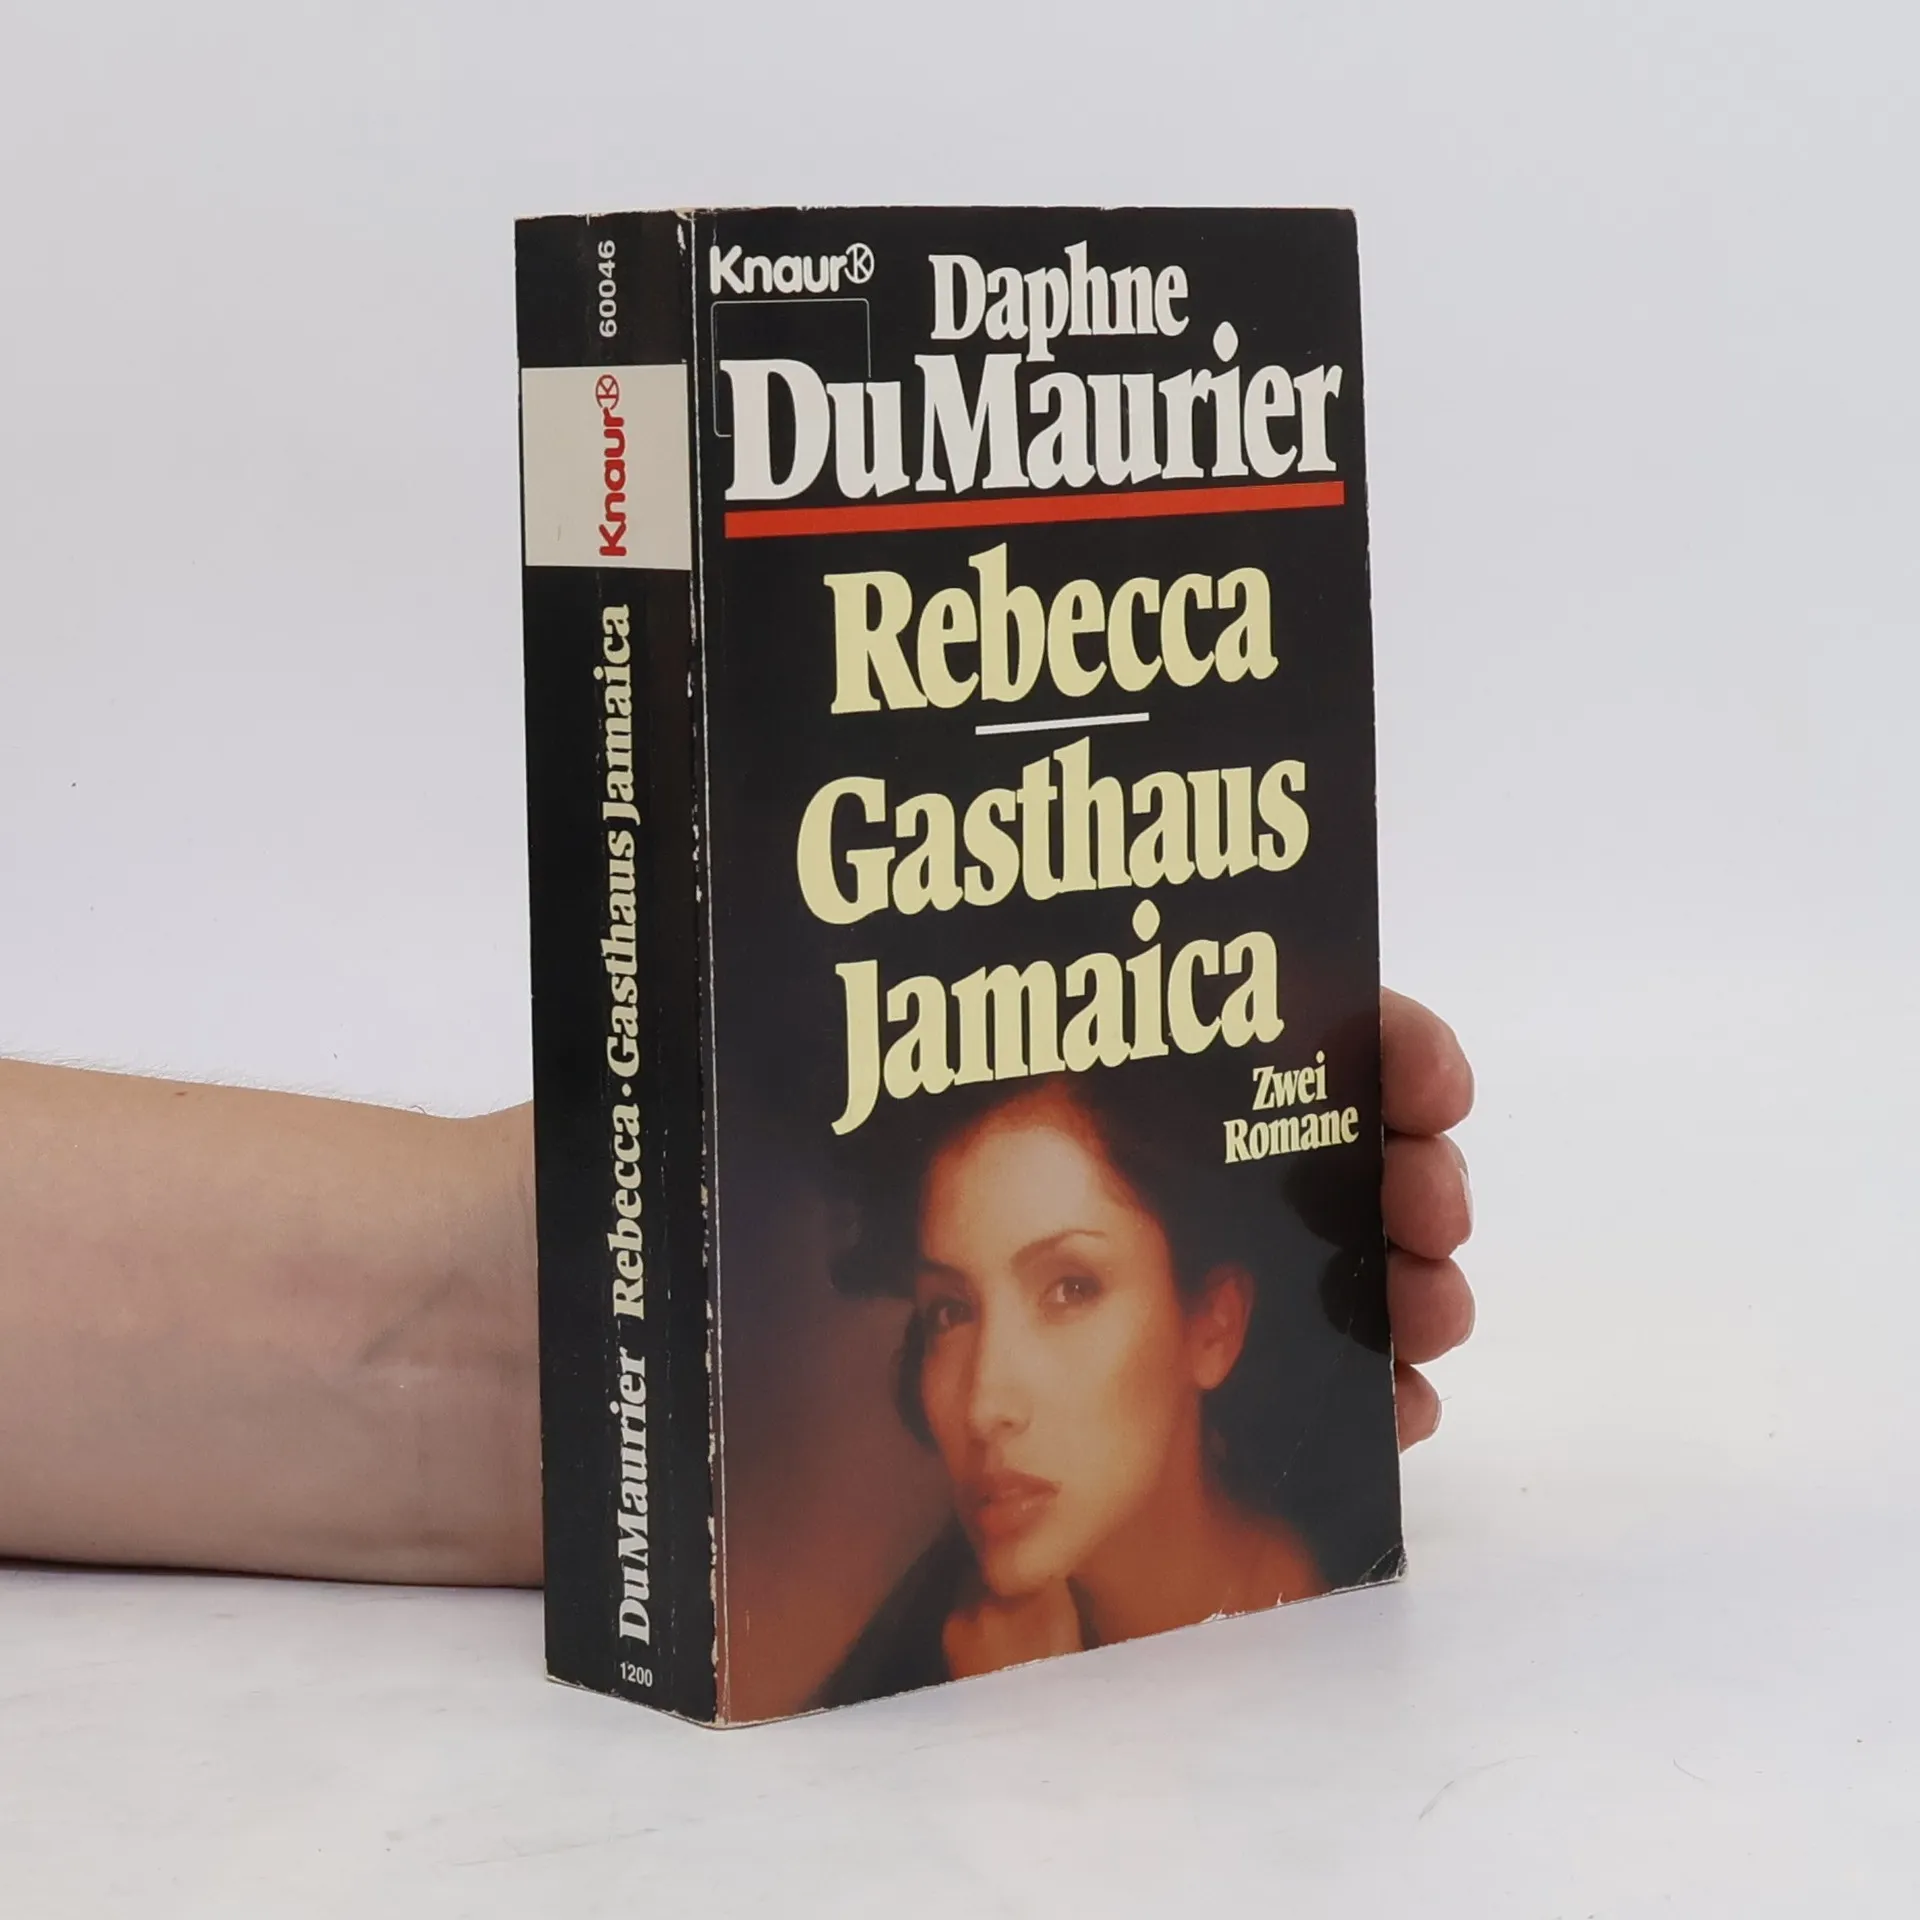 60046
Knaur
DuMaurier Rebecca · Gasthaus Jamaica
1200
Knaur
Daphne
DuMaurier
Rebecca
Gasthaus
Jamaica
Zwei
Romane